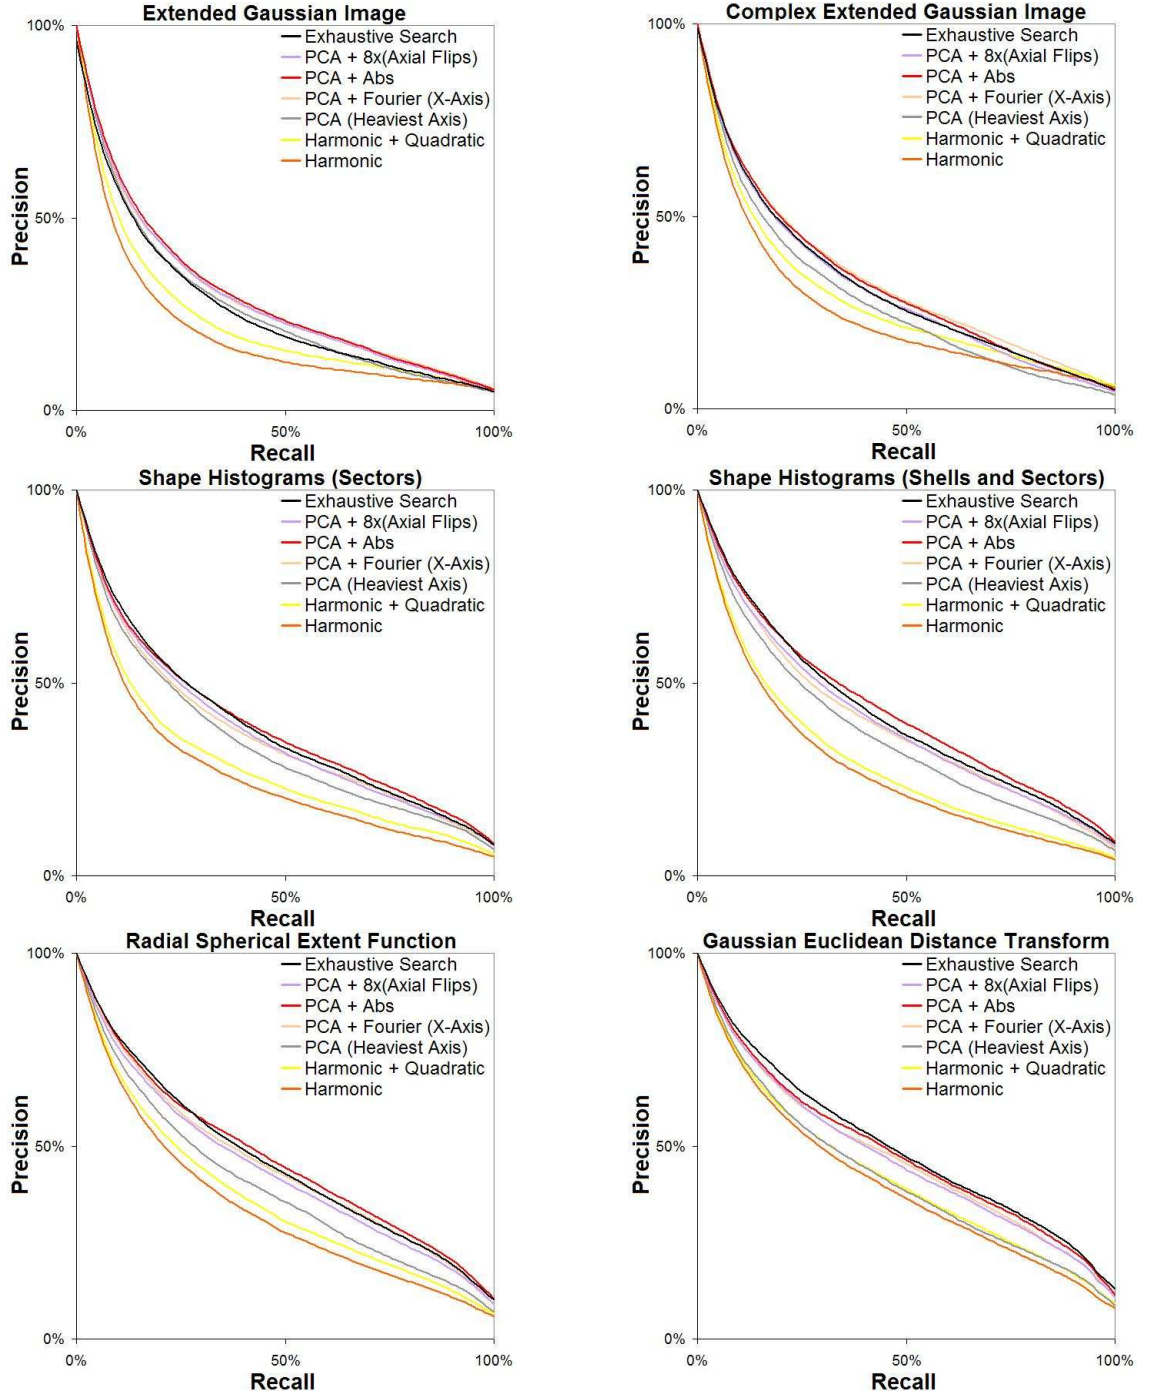 Extended Gaussian Image
100%
50%
0%
Precision
Exhaustive Search
PCA + 8x(Axial Flips)
PCA + Abs
PCA + Fourier (X-Axis)
PCA (Heaviest Axis)
Harmonic + Quadratic
Harmonic
0%
50%
100%
Recall
Complex Extended Gaussian Image
100%
50%
0%
Precision
Exhaustive Search
PCA + 8x(Axial Flips)
PCA + Abs
PCA + Fourier (X-Axis)
PCA (Heaviest Axis)
Harmonic + Quadratic
Harmonic
0%
50%
100%
Recall
Shape Histograms (Sectors)
100%
50%
0%
Precision
Exhaustive Search
PCA + 8x(Axial Flips)
PCA + Abs
PCA + Fourier (X-Axis)
PCA (Heaviest Axis)
Harmonic + Quadratic
Harmonic
0%
50%
100%
Recall
Shape Histograms (Shells and Sectors)
100%
50%
0%
Precision
Exhaustive Search
PCA + 8x(Axial Flips)
PCA + Abs
PCA + Fourier (X-Axis)
PCA (Heaviest Axis)
Harmonic + Quadratic
Harmonic
0%
50%
100%
Recall
Radial Spherical Extent Function
100%
50%
0%
Precision
Exhaustive Search
PCA + 8x(Axial Flips)
PCA + Abs
PCA + Fourier (X-Axis)
PCA (Heaviest Axis)
Harmonic + Quadratic
Harmonic
0%
50%
100%
Recall
Gaussian Euclidean Distance Transform
100%
50%
0%
Precision
Exhaustive Search
PCA + 8x(Axial Flips)
PCA + Abs
PCA + Fourier (X-Axis)
PCA (Heaviest Axis)
Harmonic + Quadratic
Harmonic
0%
50%
100%
Recall